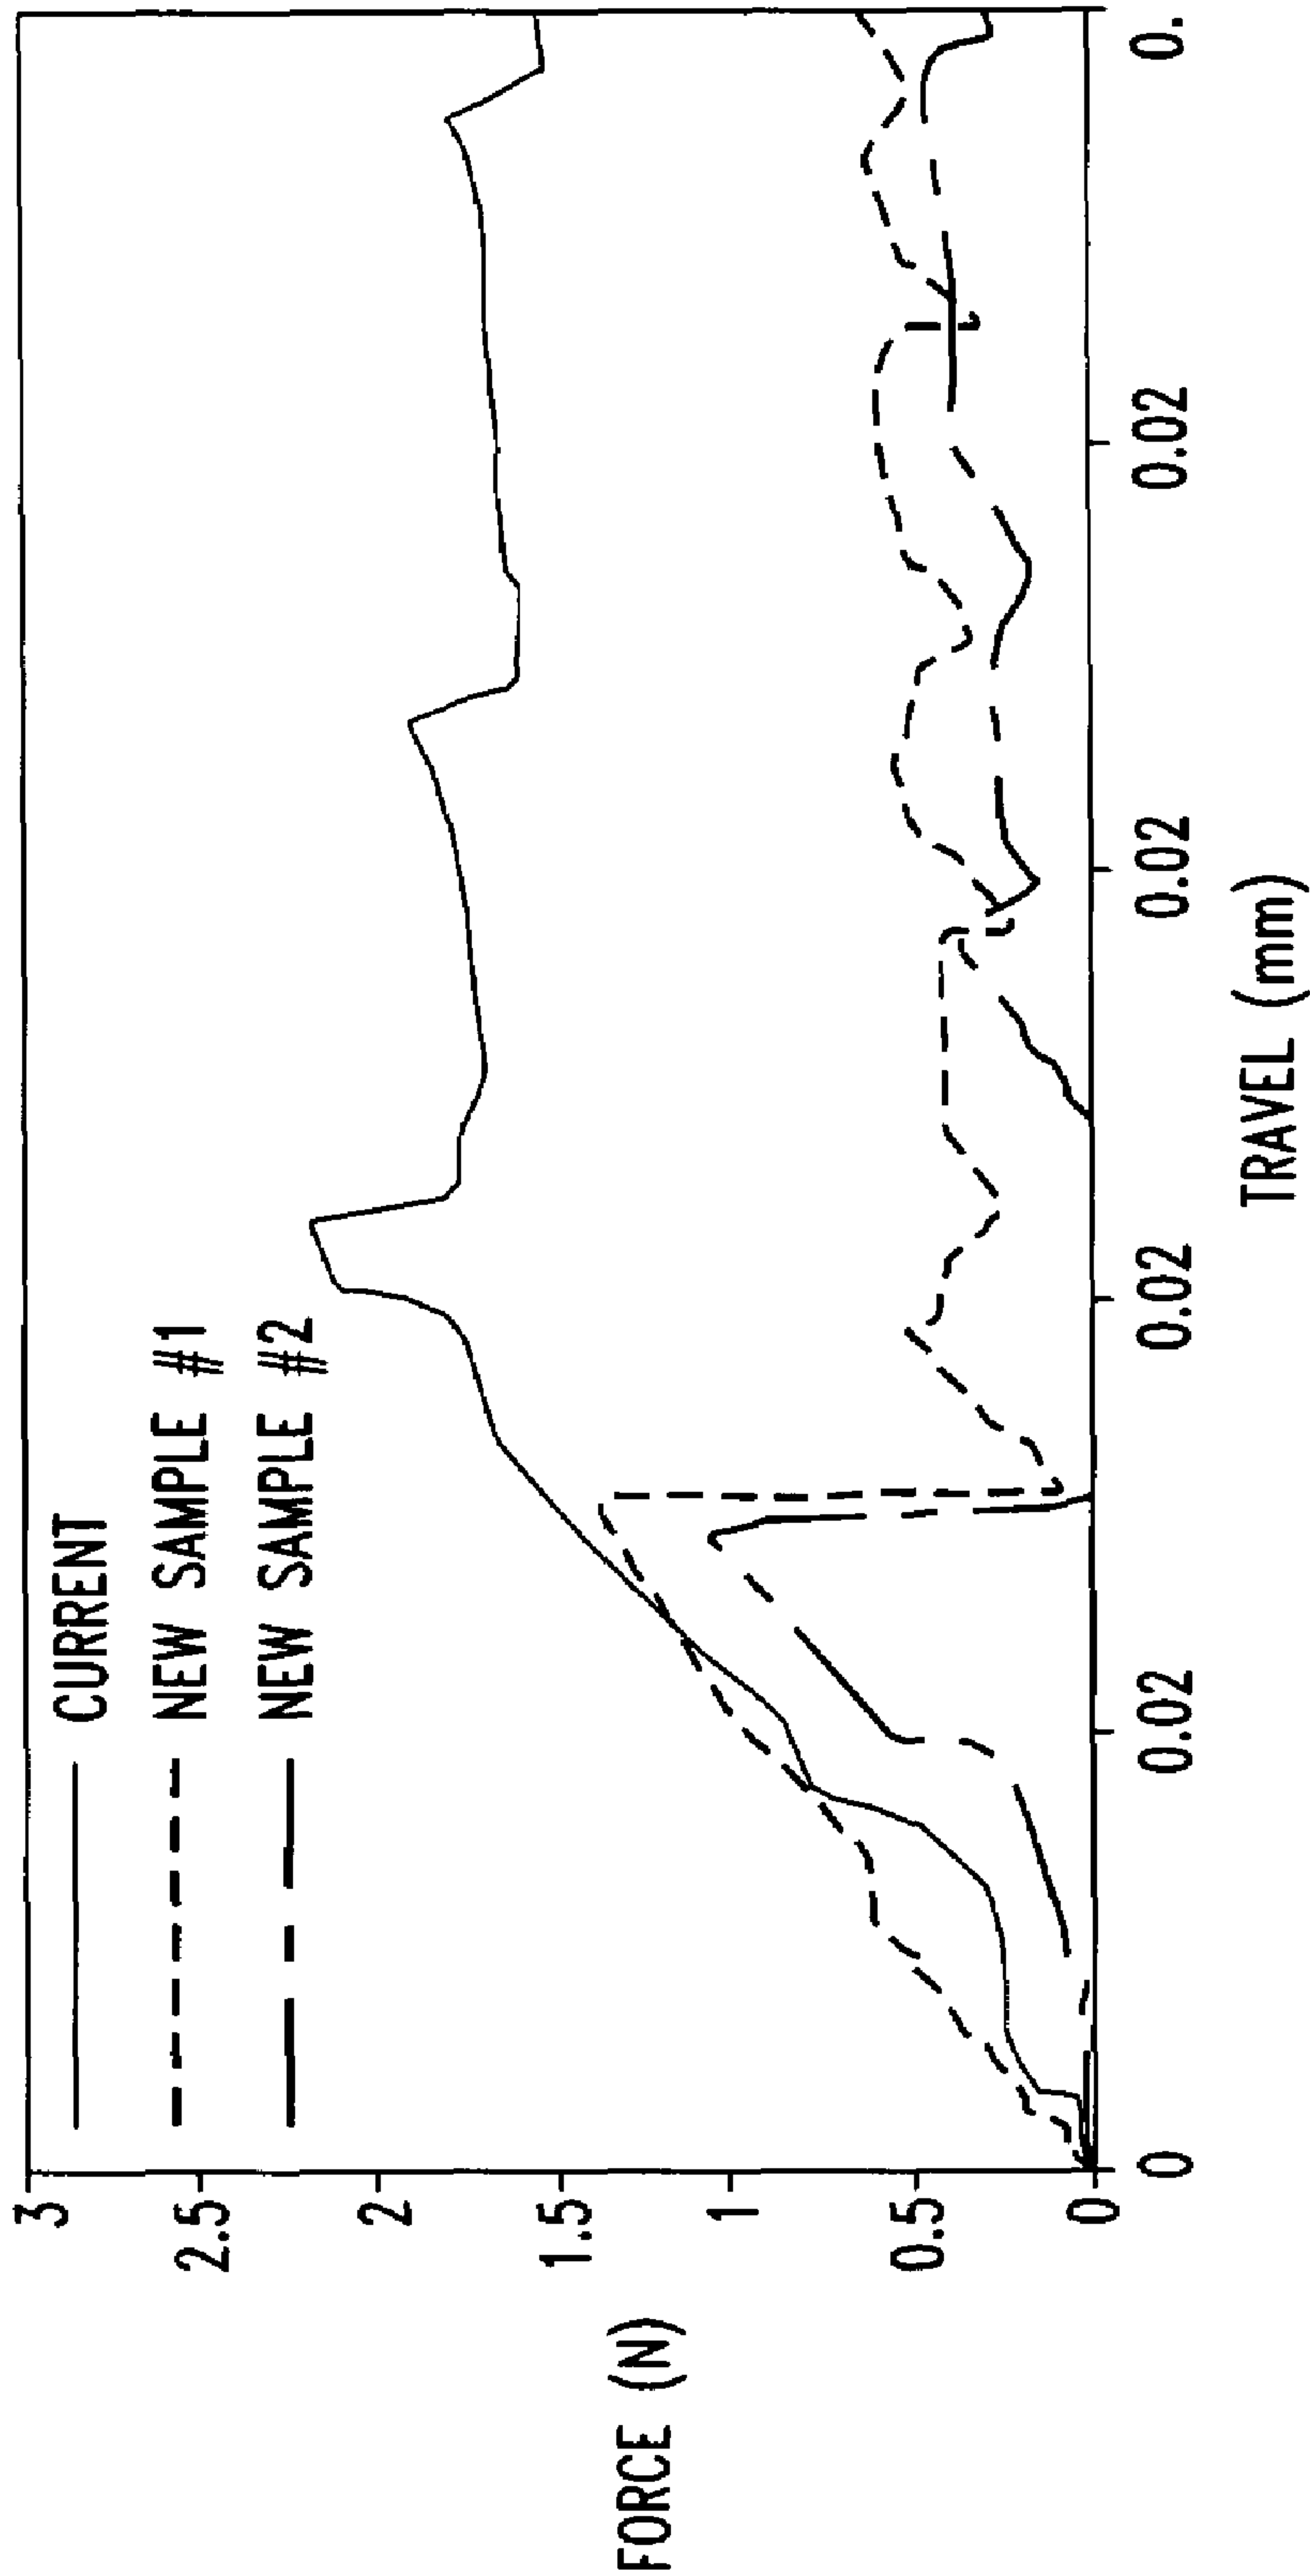 CURRENT
NEW SAMPLE #1
NEW SAMPLE #2
FORCE (N)
3
2.5
2
1.5
1
0.5
0
0
0.02
0.02
0.02
0.02
0.
TRAVEL (mm)